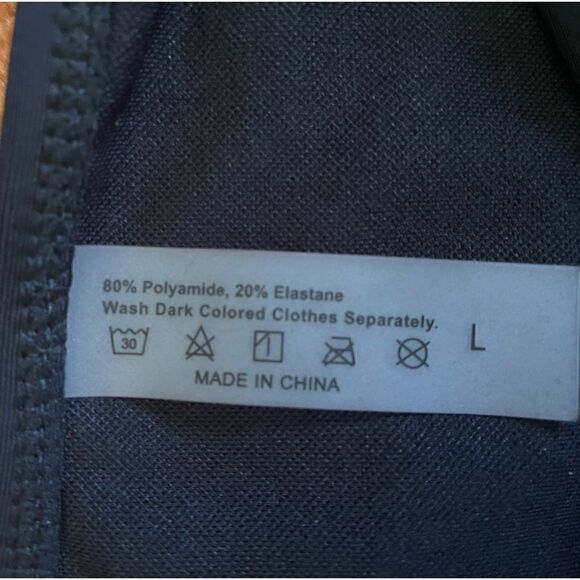 80% Polyamide, 20% Elastane
Wash Dark Colored Clothes Separately.
30
L
MADE IN CHINA